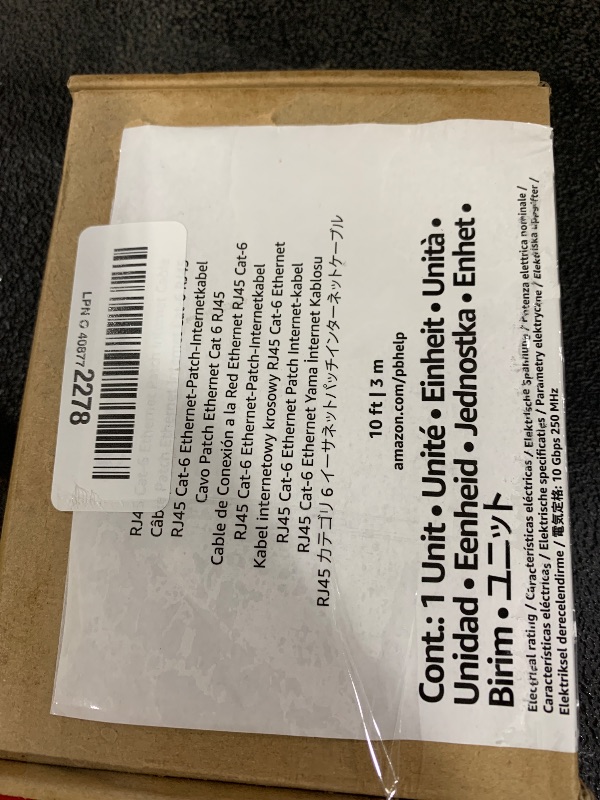 LPN G 40877 2278
RJ4
Câb
RJ45 Cat-6 Ethernet-Patch-Internetkabel
Cavo Patch Ethernet Cat 6 RJ45
Cable de Conexión a la Red Ethernet RJ45 Cat-6
RJ45 Cat-6 Ethernet-Patch-Internetkabel
Kabel internetowy krosowy RJ45 Cat-6 Ethernet
RJ45 Cat-6 Ethernet Patch Internet-kabel
RJ45 Cat-6 Ethernet Yama İnternet Kablosu
RJ45 カテゴリ 6 イーサネットパッチインターネットケーブル
10 ft | 3 m
amazon.com/pbhelp
Cont.: 1 Unit • Unité • Einheit • Unità •
Unidad • Eenheid • Jednostka • Enhet •
Birim • ユニット
Electrical rating / Características eléctricas / Elektrische Spannung / Potenza elettrica nominale /
Características eléctricas / Elektrische specificaties / Parametry elektryczne / Elektriska uppgifter /
Elektriksel derecelendirme / 電気定格: 10 Gbps 250 MHz